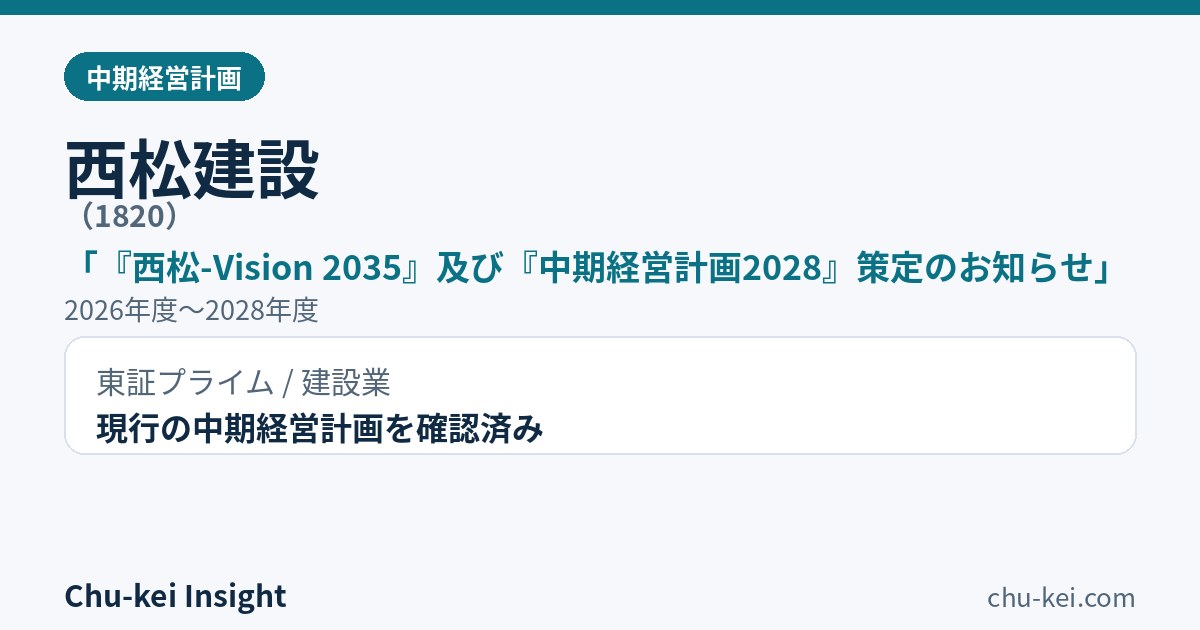 中期経営計画
西松建設
（1820）
「『西松-Vision 2035』及び『中期経営計画2028』策定のお知らせ」
2026年度～2028年度
東証プライム / 建設業
現行の中期経営計画を確認済み
Chu-kei Insight
chu-kei.com